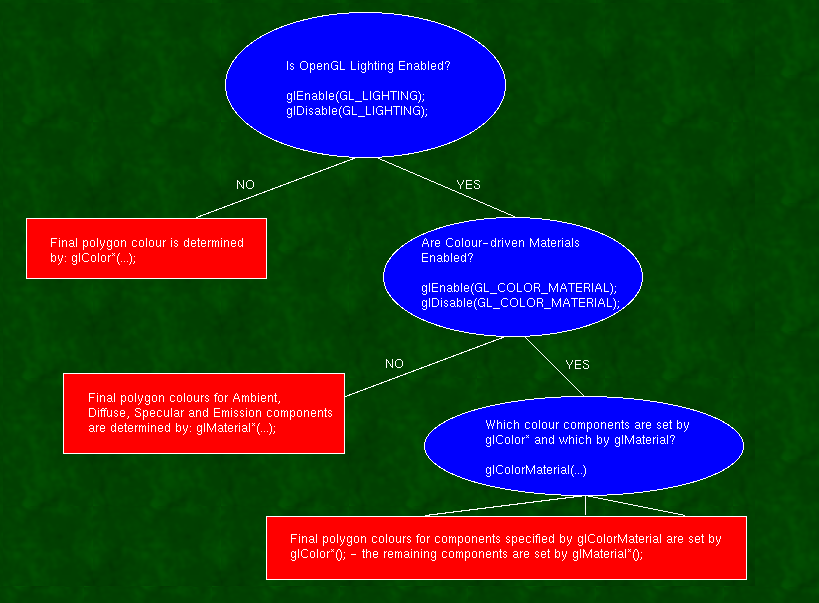 Is OpenGL Lighting Enabled?
glEnable(GL_LIGHTING);
glDisable(GL_LIGHTING);
NO
YES
Final polygon colour is determined
by: glColor*(...);
Are Colour-driven Materials
Enabled?
glEnable(GL_COLOR_MATERIAL);
glDisable(GL_COLOR_MATERIAL);
NO
YES
Final polygon colours for Ambient,
Diffuse, Specular and Emission components
are determined by: glMaterial*(...);
Which colour components are set by
glColor* and which by glMaterial?
glColorMaterial(...)
Final polygon colours for components specified by glColorMaterial are set by
glColor*(); - the remaining components are set by glMaterial*();